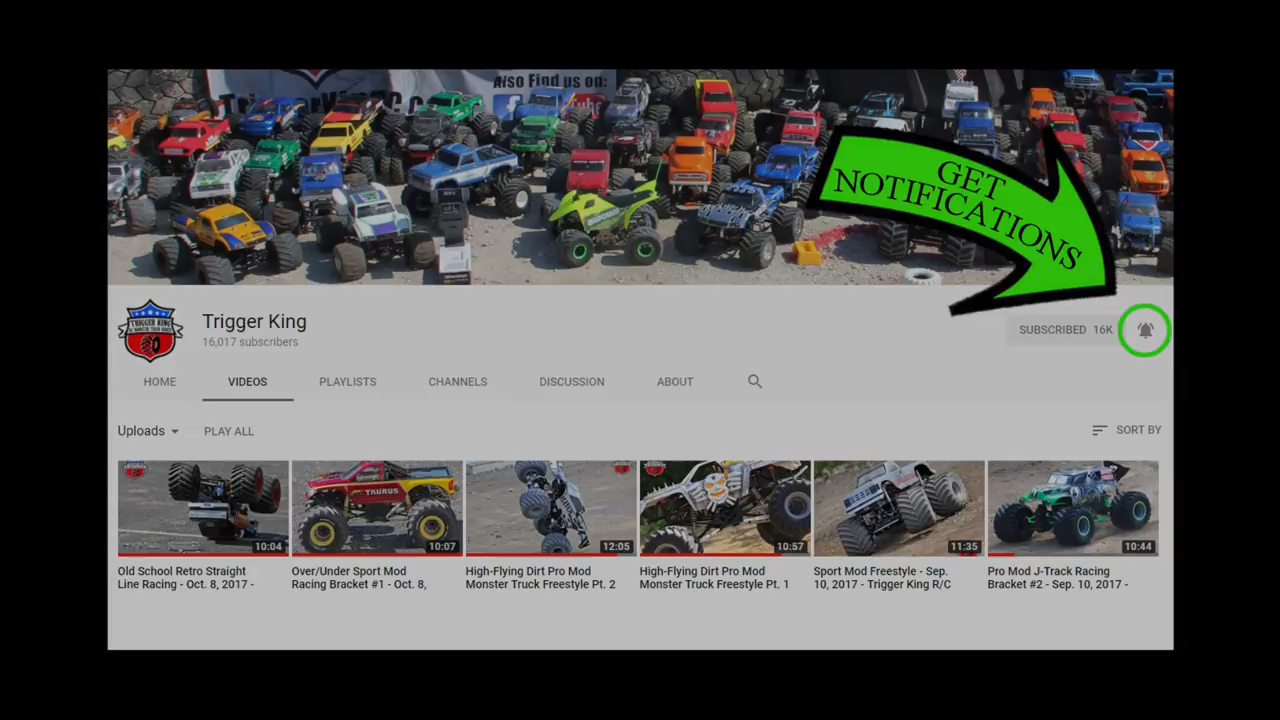 Also Find us on:
GET
NOTIFICATIONS
TRIGGER KING
Trigger King
16,017 subscribers
SUBSCRIBED 16K
HOME VIDEOS PLAYLISTS CHANNELS DISCUSSION ABOUT
Uploads PLAY ALL SORT BY
TAURUS
10:04 10:07 12:05 10:57 11:35 10:44
Old School Retro Straight
Line Racing - Oct. 8, 2017 -
Over/Under Sport Mod
Racing Bracket #1 - Oct. 8,
High-Flying Dirt Pro Mod
Monster Truck Freestyle Pt. 2
High-Flying Dirt Pro Mod
Monster Truck Freestyle Pt. 1
Sport Mod Freestyle - Sep.
10, 2017 - Trigger King R/C
Pro Mod J-Track Racing
Bracket #2 - Sep. 10, 2017 -